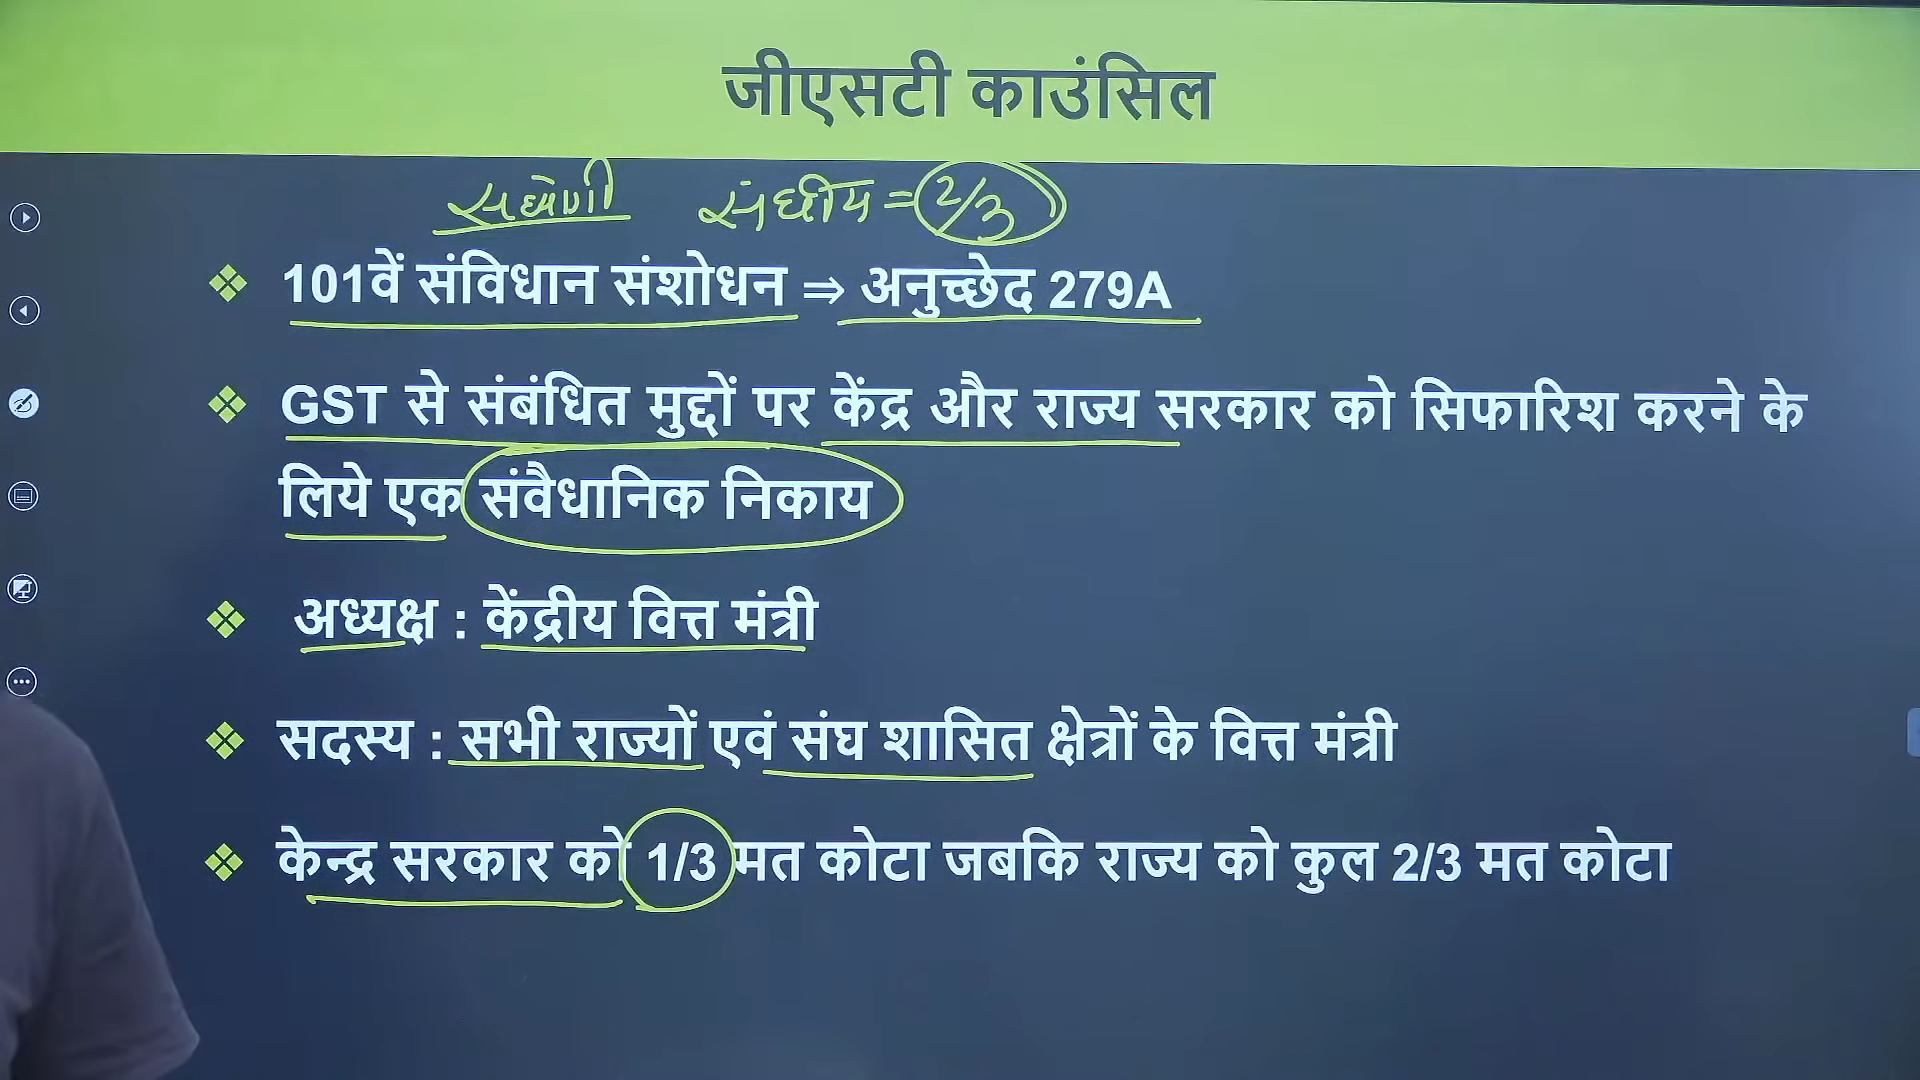 जीएसटी काउंसिल
संघीय = 2/3
101वें संविधान संशोधन ⇒ अनुच्छेद 279A
GST से संबंधित मुद्दों पर केंद्र और राज्य सरकार को सिफारिश करने के
लिये एक संवैधानिक निकाय
अध्यक्ष : केंद्रीय वित्त मंत्री
सदस्य : सभी राज्यों एवं संघ शासित क्षेत्रों के वित्त मंत्री
केन्द्र सरकार को 1/3 मत कोटा जबकि राज्य को कुल 2/3 मत कोटा